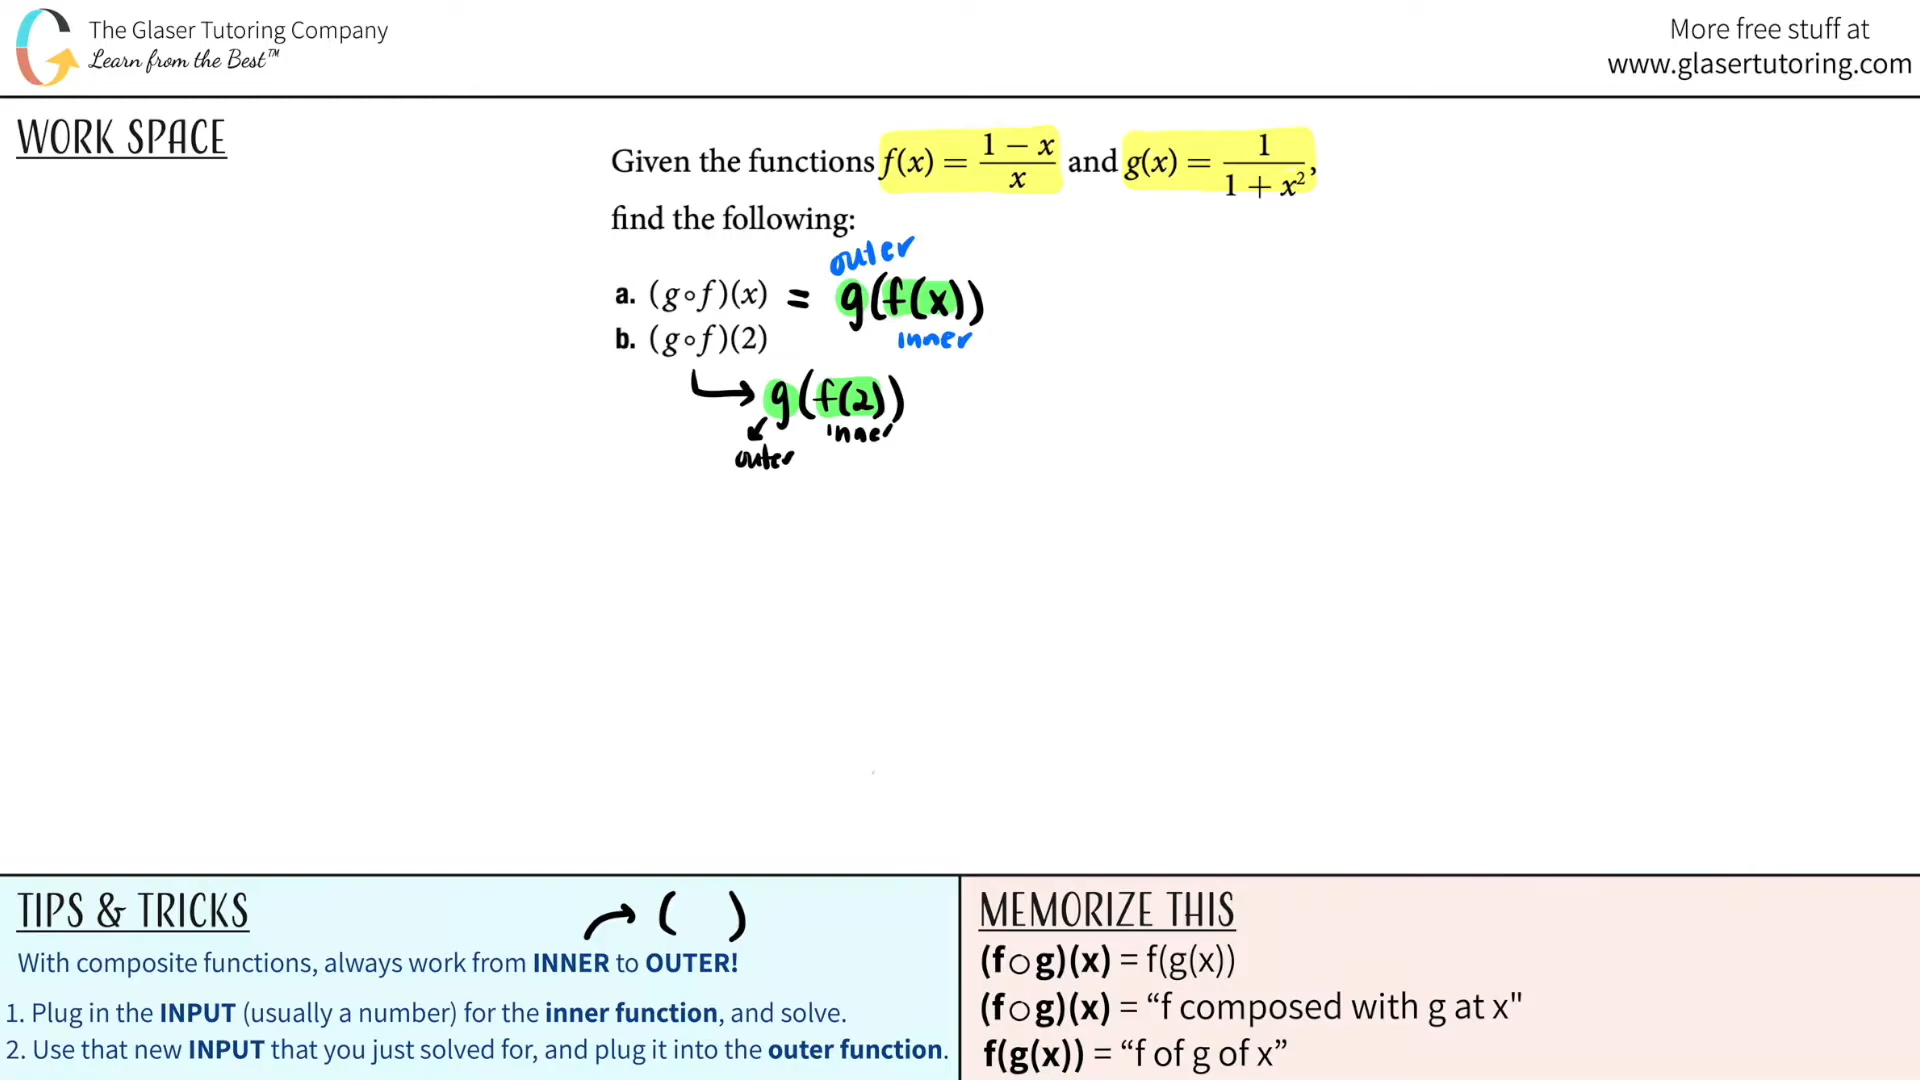 The Glaser Tutoring Company
Learn from the Best™
More free stuff at
www.glasertutoring.com
WORK SPACE
Given the functions f(x) = \frac{1 − x}{x} and g(x) = \frac{1}{1 + x²},
find the following:
outer
a. (g∘f)(x) = g(f(x))
inner
b. (g∘f)(2)
→ g(f(2))
inner
outer
TIPS & TRICKS
→ ( )
With composite functions, always work from INNER to OUTER!
1. Plug in the INPUT (usually a number) for the inner function, and solve.
2. Use that new INPUT that you just solved for, and plug it into the outer function.
MEMORIZE THIS
(f○g)(x) = f(g(x))
(f○g)(x) = “f composed with g at x"
f(g(x)) = “f of g of x”